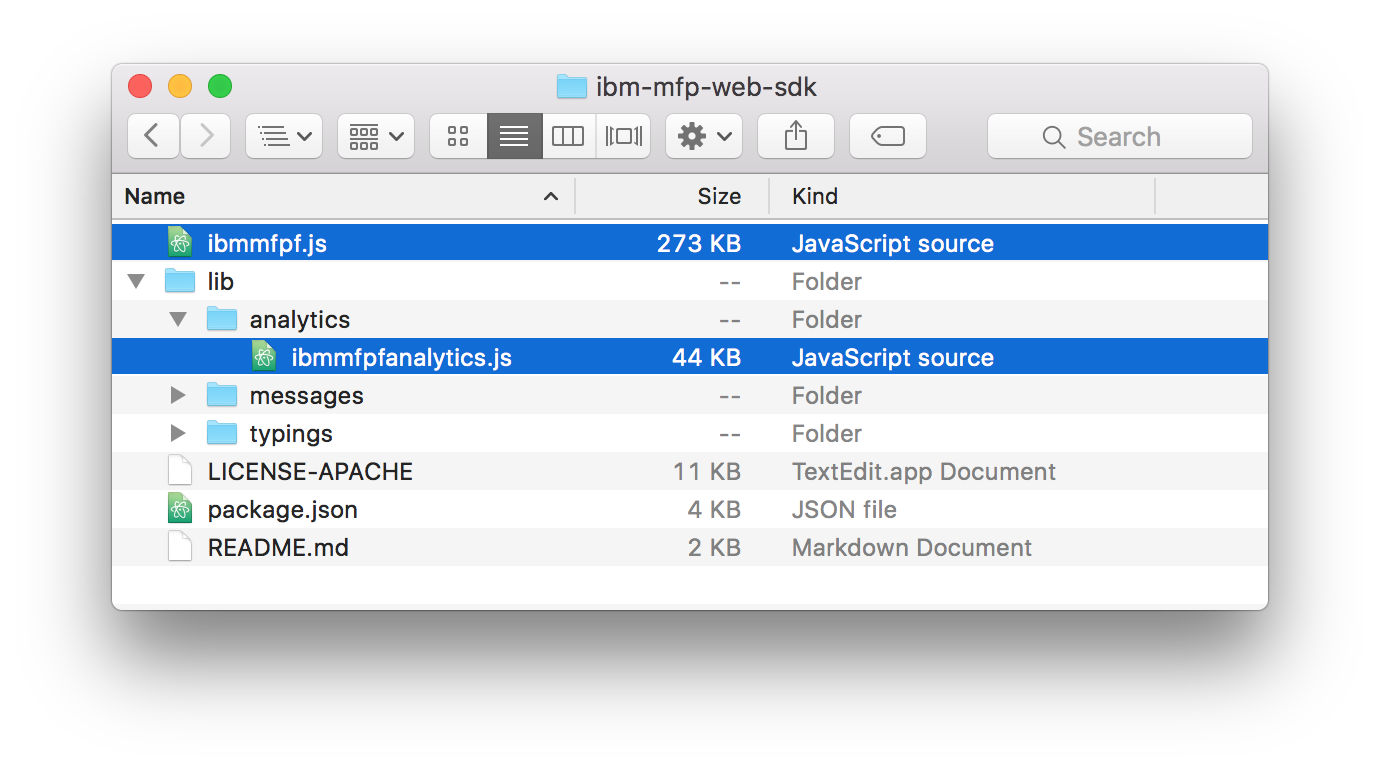 ibm-mfp-web-sdk
Search
Name Size Kind
ibmmfpf.js 273 KB JavaScript source
lib -- Folder
analytics -- Folder
ibmmfpfanalytics.js 44 KB JavaScript source
messages -- Folder
typings -- Folder
LICENSE-APACHE 11 KB TextEdit.app Document
package.json 4 KB JSON file
README.md 2 KB Markdown Document